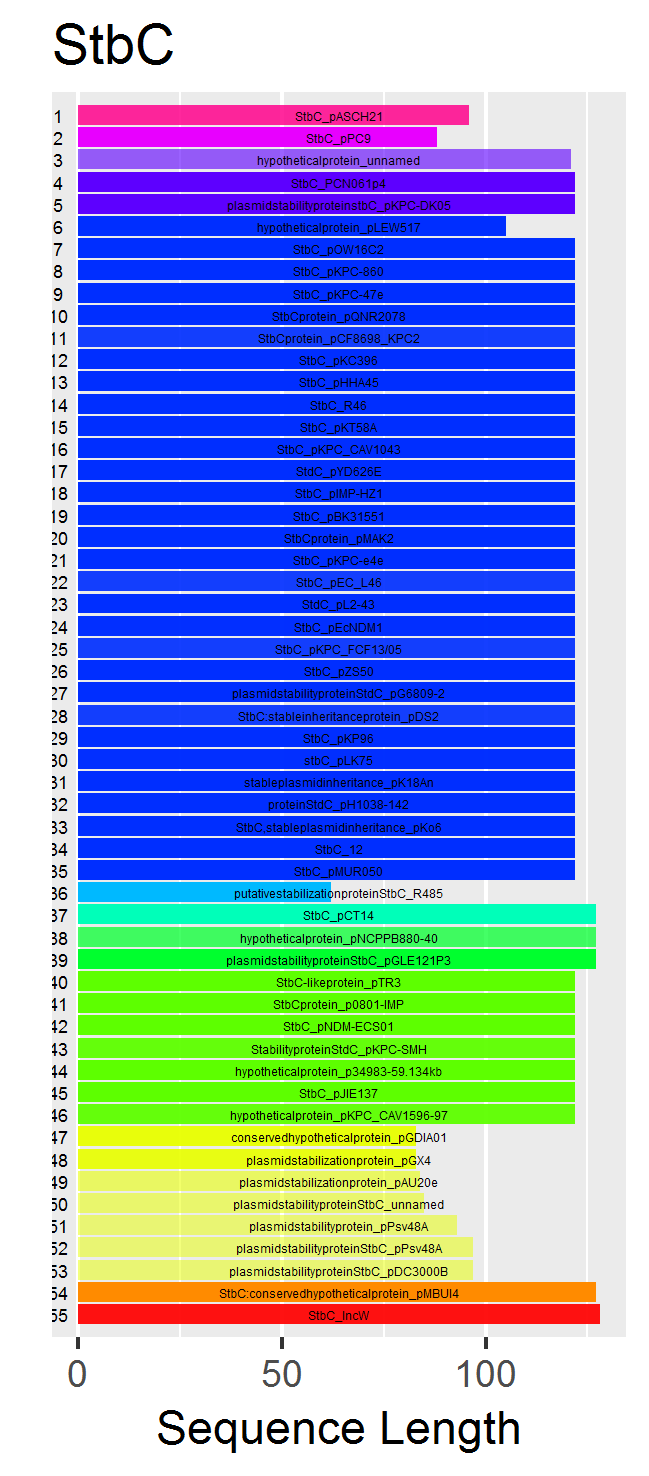 StbC
1 StbC_pASCH21
2 StbC_pPC9
3 hypotheticalprotein_unnamed
4 StbC_PCN061p4
5 plasmidstabilityproteinstbC_pKPC-DK05
6 hypotheticalprotein_pLEW517
7 StbC_pOW16C2
8 StbC_pKPC-860
9 StbC_pKPC-47e
10 StbCprotein_pQNR2078
11 StbCprotein_pCF8698_KPC2
12 StbC_pKC396
13 StbC_pHHA45
14 StbC_R46
15 StbC_pKT58A
16 StbC_pKPC_CAV1043
17 StdC_pYD626E
18 StbC_pIMP-HZ1
19 StbC_pBK31551
20 StbCprotein_pMAK2
21 StbC_pKPC-e4e
22 StbC_pEC_L46
23 StdC_pL2-43
24 StbC_pEcNDM1
25 StbC_pKPC_FCF13/05
26 StbC_pZS50
27 plasmidstabilityproteinStdC_pG6809-2
28 StbC:stableinheritanceprotein_pDS2
29 StbC_pKP96
30 stbC_pLK75
31 stableplasmidinheritance_pK18An
32 proteinStdC_pH1038-142
33 StbC,stableplasmidinheritance_pKo6
34 StbC_12
35 StbC_pMUR050
36 putativestabilizationproteinStbC_R485
37 StbC_pCT14
38 hypotheticalprotein_pNCPPB880-40
39 plasmidstabilityproteinStbC_pGLE121P3
40 StbC-likeprotein_pTR3
41 StbCprotein_p0801-IMP
42 StbC_pNDM-ECS01
43 StabilityproteinStdC_pKPC-SMH
44 hypotheticalprotein_p34983-59.134kb
45 StbC_pJIE137
46 hypotheticalprotein_pKPC_CAV1596-97
47 conservedhypotheticalprotein_pGDIA01
48 plasmidstabilizationprotein_pGX4
49 plasmidstabilizationprotein_pAU20e
50 plasmidstabilityproteinStbC_unnamed
51 plasmidstabilityprotein_pPsv48A
52 plasmidstabilityproteinStbC_pPsv48A
53 plasmidstabilityproteinStbC_pDC3000B
54 StbC:conservedhypotheticalprotein_pMBUI4
55 StbC_IncW
0 50 100
Sequence Length